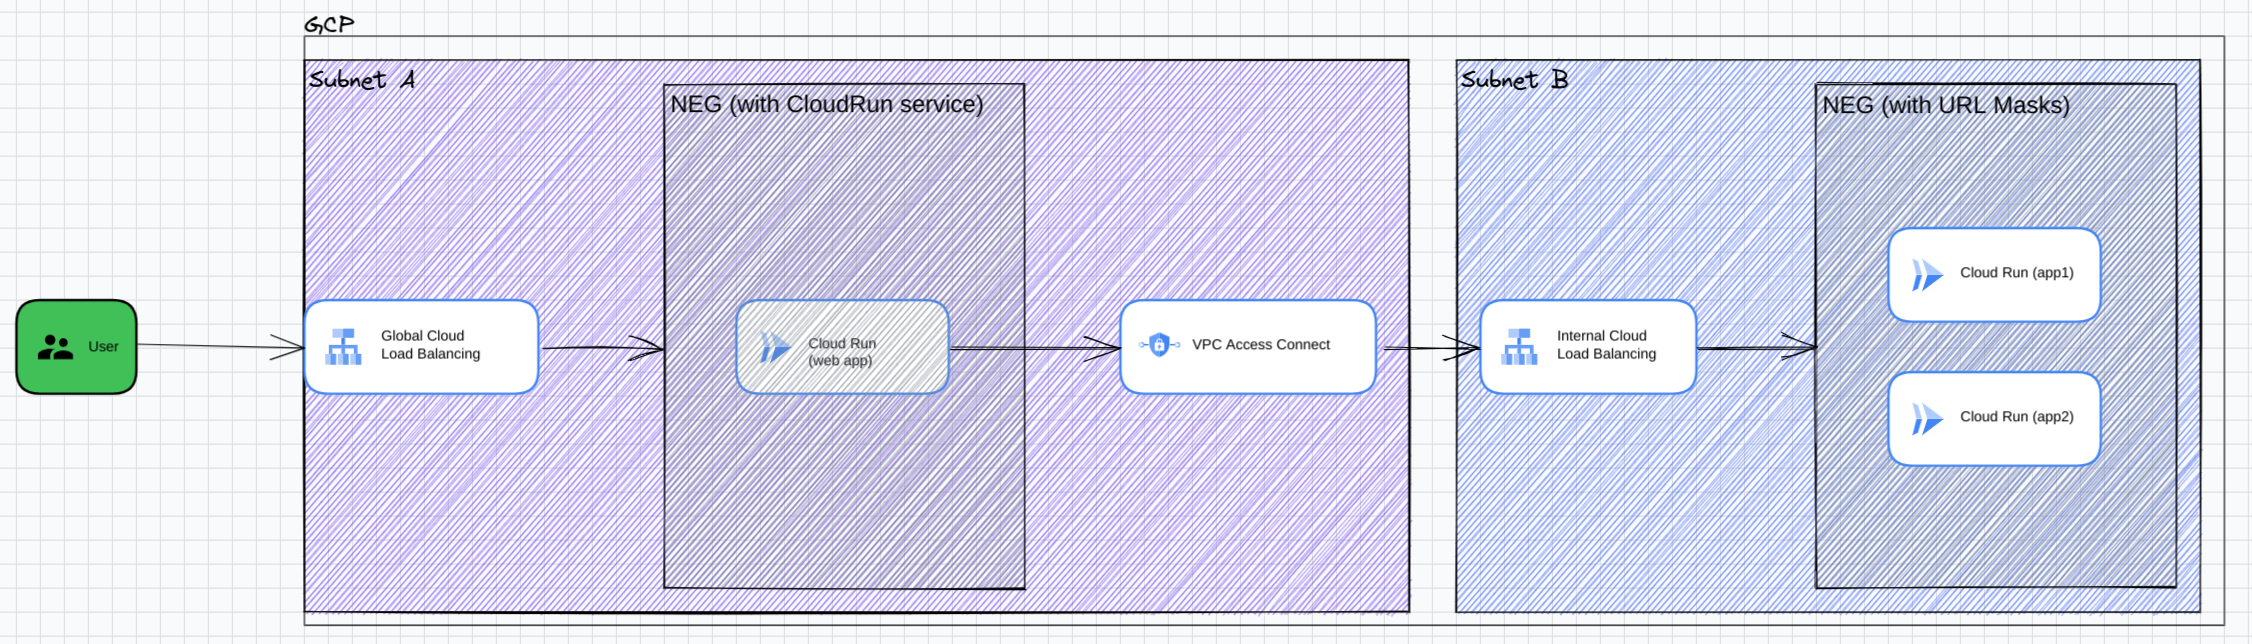 GCP
Subnet A
NEG (with CloudRun service)
Subnet B
NEG (with URL Masks)
User
Global Cloud
Load Balancing
Cloud Run
(web app)
VPC Access Connect
Internal Cloud
Load Balancing
Cloud Run (app1)
Cloud Run (app2)